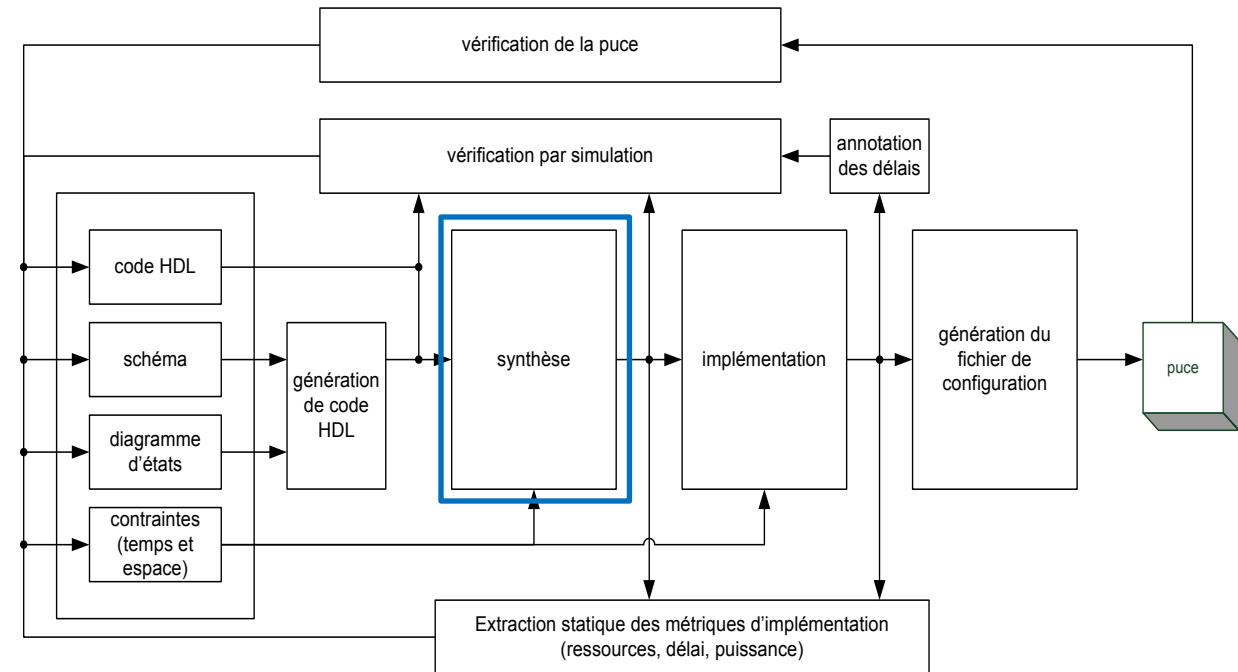 vérification de la puce
vérification par simulation
annotation
des délais
code HDL
schéma
diagramme
d'états
contraintes
(temps et
espace)
génération
de code
HDL
synthèse
implémentation
génération du
fichier de
configuration
puce
Extraction statique des métriques d'implémentation
(ressources, délai, puissance)